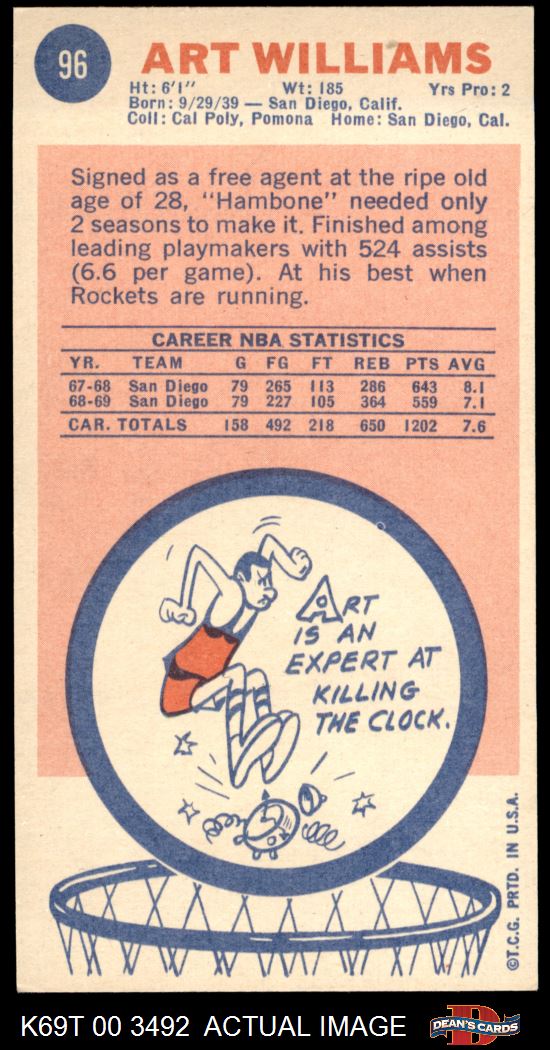 96
ART WILLIAMS
Ht: 6'1" Wt: 185 Yrs Pro: 2
Born: 9/29/39 — San Diego, Calif.
Coll: Cal Poly, Pomona Home: San Diego, Cal.
Signed as a free agent at the ripe old
age of 28, "Hambone" needed only
2 seasons to make it. Finished among
leading playmakers with 524 assists
(6.6 per game). At his best when
Rockets are running.
CAREER NBA STATISTICS
YR. TEAM G FG FT REB PTS AVG
67-68 San Diego 79 265 113 286 643 8.1
68-69 San Diego 79 227 105 364 559 7.1
CAR. TOTALS 158 492 218 650 1202 7.6
ART
IS AN
EXPERT AT
KILLING
THE CLOCK.
©T.C.G. PRTD. IN U.S.A.
K69T 00 3492 ACTUAL IMAGE
D
DEAN'S CARDS